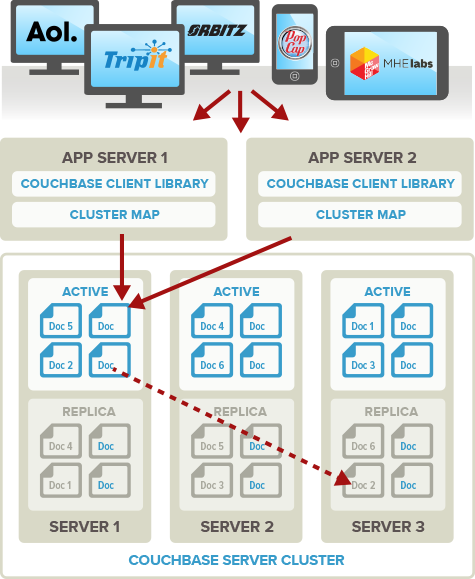 Aol.
Tripit
ORBITZ
Pop
Cap
MHElabs
APP SERVER 1
COUCHBASE CLIENT LIBRARY
CLUSTER MAP
APP SERVER 2
COUCHBASE CLIENT LIBRARY
CLUSTER MAP
ACTIVE
Doc 5 Doc
Doc 2 Doc
REPLICA
Doc 4 Doc
Doc 1 Doc
SERVER 1
ACTIVE
Doc 4 Doc
Doc 6 Doc
REPLICA
Doc 5 Doc
Doc 3 Doc
SERVER 2
ACTIVE
Doc 1 Doc
Doc 3 Doc
REPLICA
Doc 6 Doc
Doc 2 Doc
SERVER 3
COUCHBASE SERVER CLUSTER